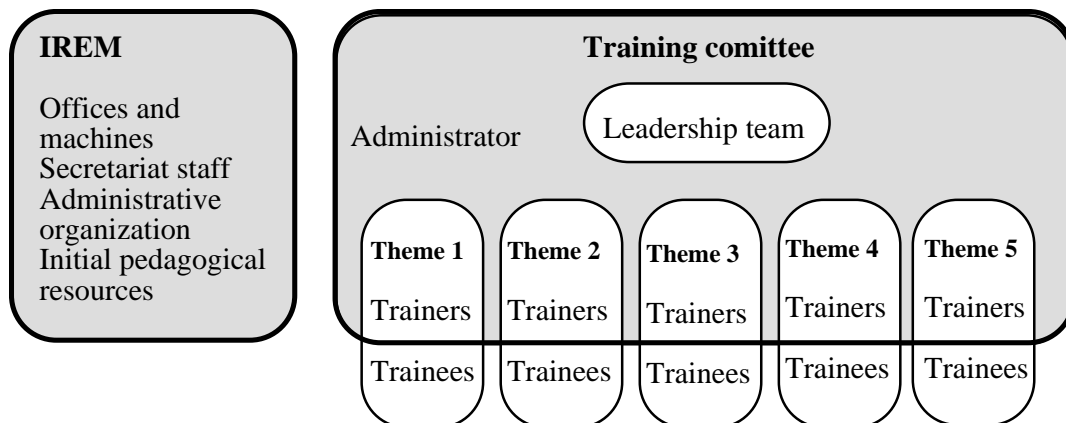 IREM
Offices and
machines
Secretariat staff
Administrative
organization
Initial pedagogical
resources
Training comittee
Leadership team
Administrator
Theme 1
Trainers
Trainees
Theme 2
Trainers
Trainees
Theme 3
Trainers
Trainees
Theme 4
Trainers
Trainees
Theme 5
Trainers
Trainees